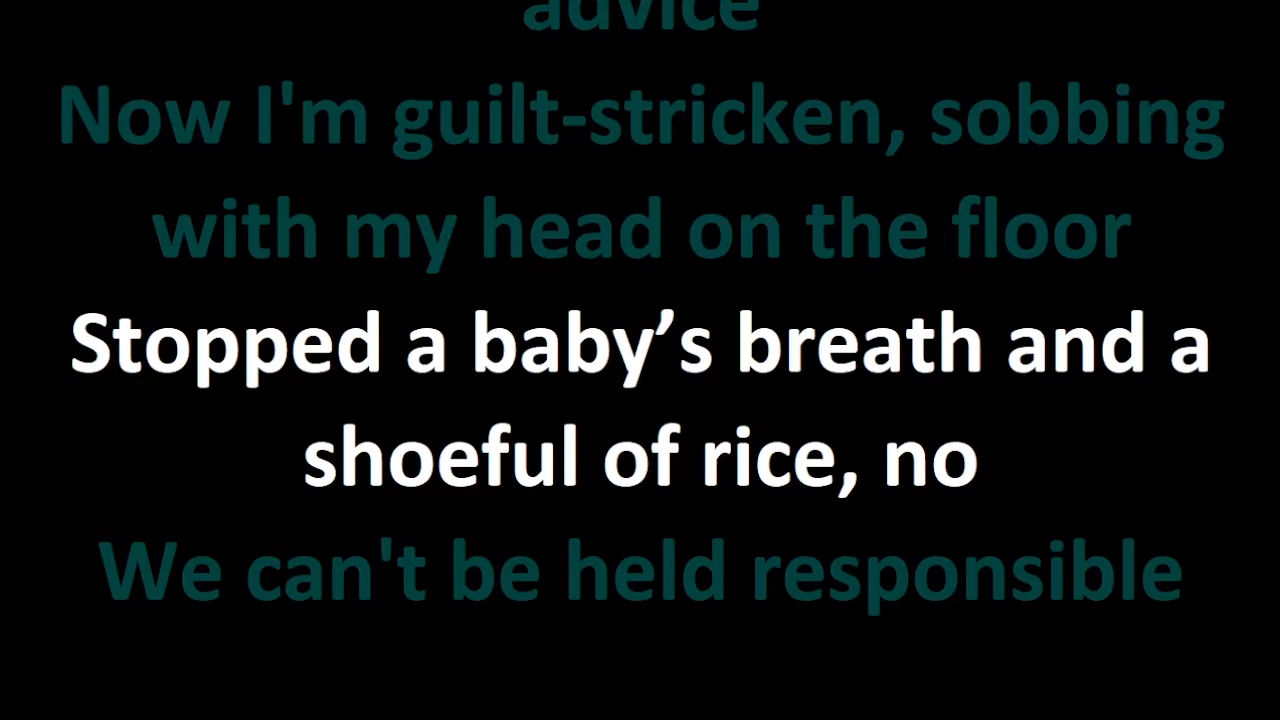 advice
Now I'm guilt-stricken, sobbing
with my head on the floor
Stopped a baby’s breath and a
shoeful of rice, no
We can't be held responsible